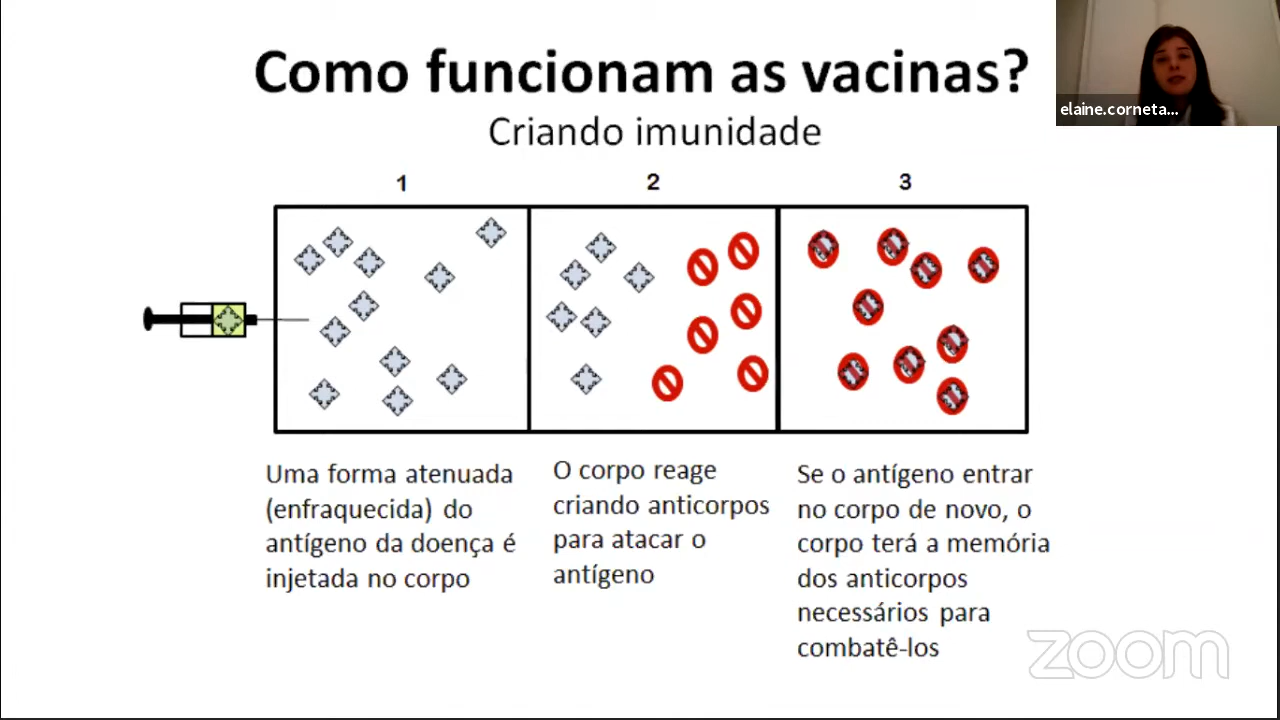 Como funcionam as vacinas?
Criando imunidade
elaine.corneta...
1
2
3
Uma forma atenuada
(enfraquecida) do
antígeno da doença é
injetada no corpo
O corpo reage
criando anticorpos
para atacar o
antígeno
Se o antígeno entrar
no corpo de novo, o
corpo terá a memória
dos anticorpos
necessários para
combatê-los
zoom